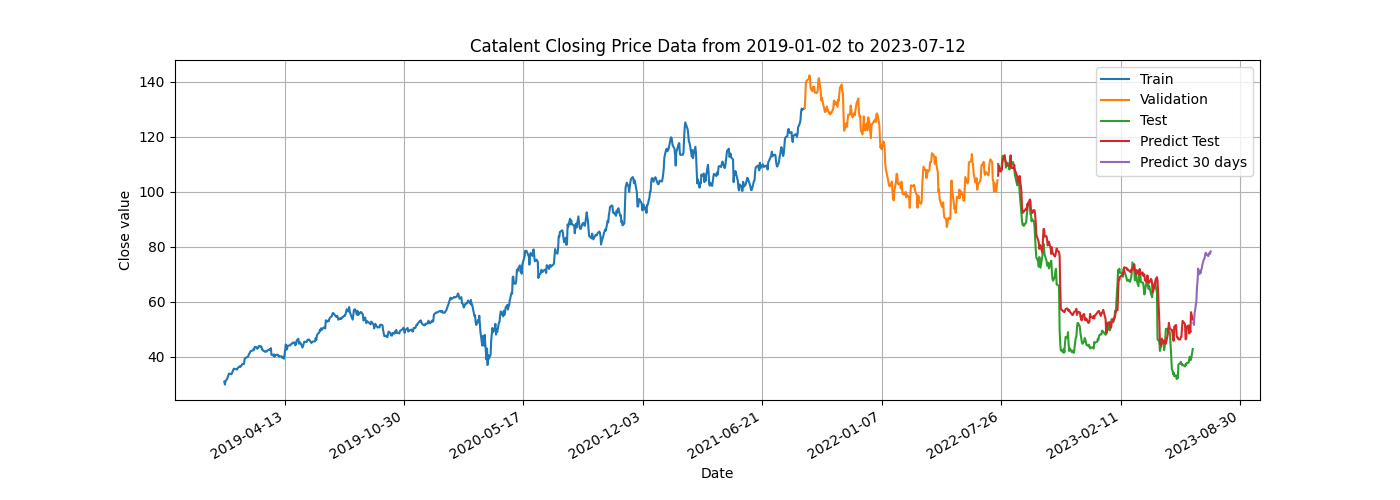 Catalent Closing Price Data from 2019-01-02 to 2023-07-12
Train
Validation
Test
Predict Test
Predict 30 days
Close value
140
120
100
80
60
40
2019-04-13
2019-10-30
2020-05-17
2020-12-03
2021-06-21
2022-01-07
2022-07-26
2023-02-11
2023-08-30
Date